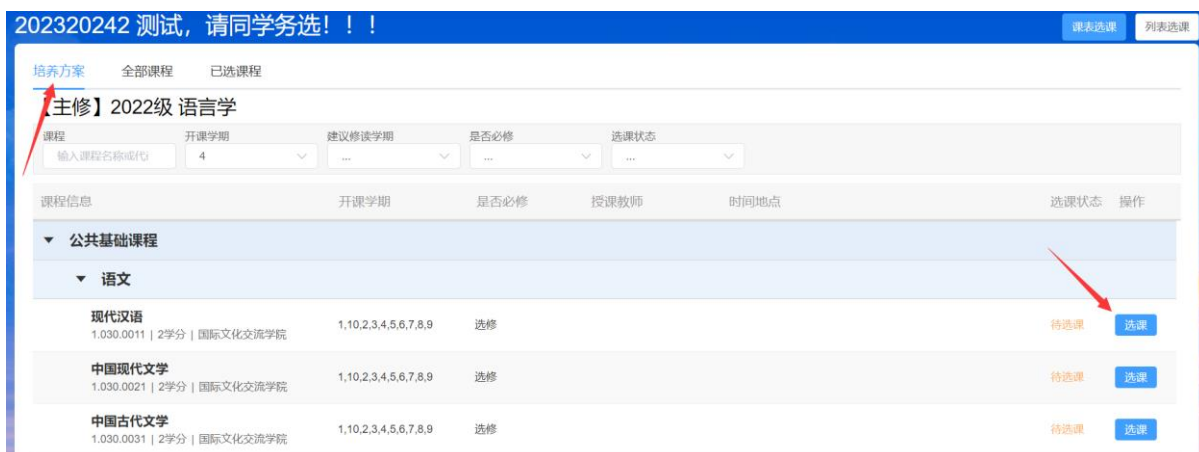 202320242 测试，请同学务选！！！ 课表选课 列表选课
培养方案 全部课程 已选课程
【主修】2022级 语言学
课程 开课学期 建议修读学期 是否必修 选课状态
输入课程名称或代 4 ... ... ...
课程信息 开课学期 是否必修 授课教师 时间地点 选课状态 操作
公共基础课程
语文
现代汉语
1.030.0011 | 2学分 | 国际文化交流学院 1,10,2,3,4,5,6,7,8,9 选修 待选课 选课
中国现代文学
1.030.0021 | 2学分 | 国际文化交流学院 1,10,2,3,4,5,6,7,8,9 选修 待选课 选课
中国古代文学
1.030.0031 | 2学分 | 国际文化交流学院 1,10,2,3,4,5,6,7,8,9 选修 待选课 选课